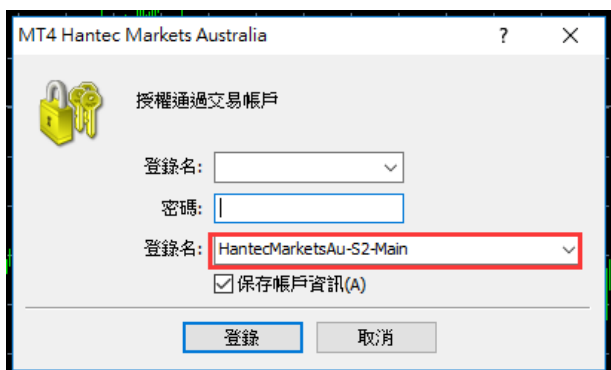 MT4 Hantec Markets Australia ?
授權通過交易帳戶
登錄名:
密碼:
登錄名: HantecMarketsAu-S2-Main
保存帳戶資訊(A)
登錄 取消